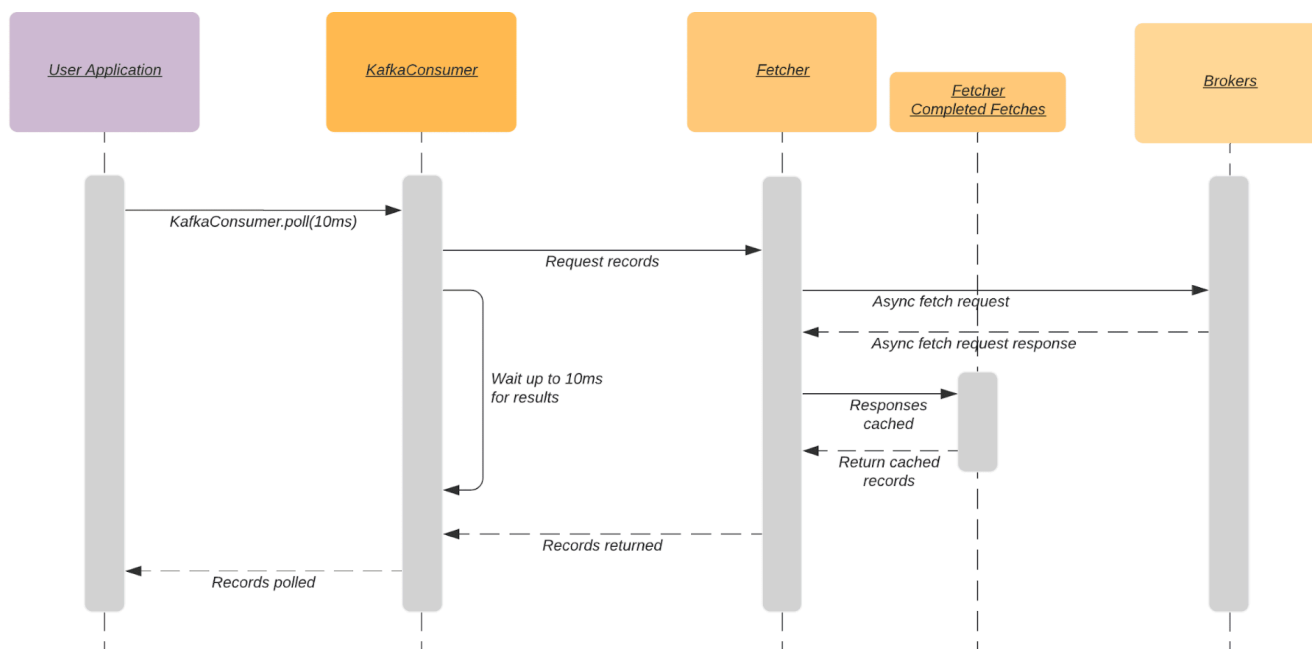 User Application
KafkaConsumer
Fetcher
Fetcher
Completed Fetches
Brokers
KafkaConsumer.poll(10ms)
Request records
Async fetch request
Async fetch request response
Wait up to 10ms
for results
Responses
cached
Return cached
records
Records returned
Records polled